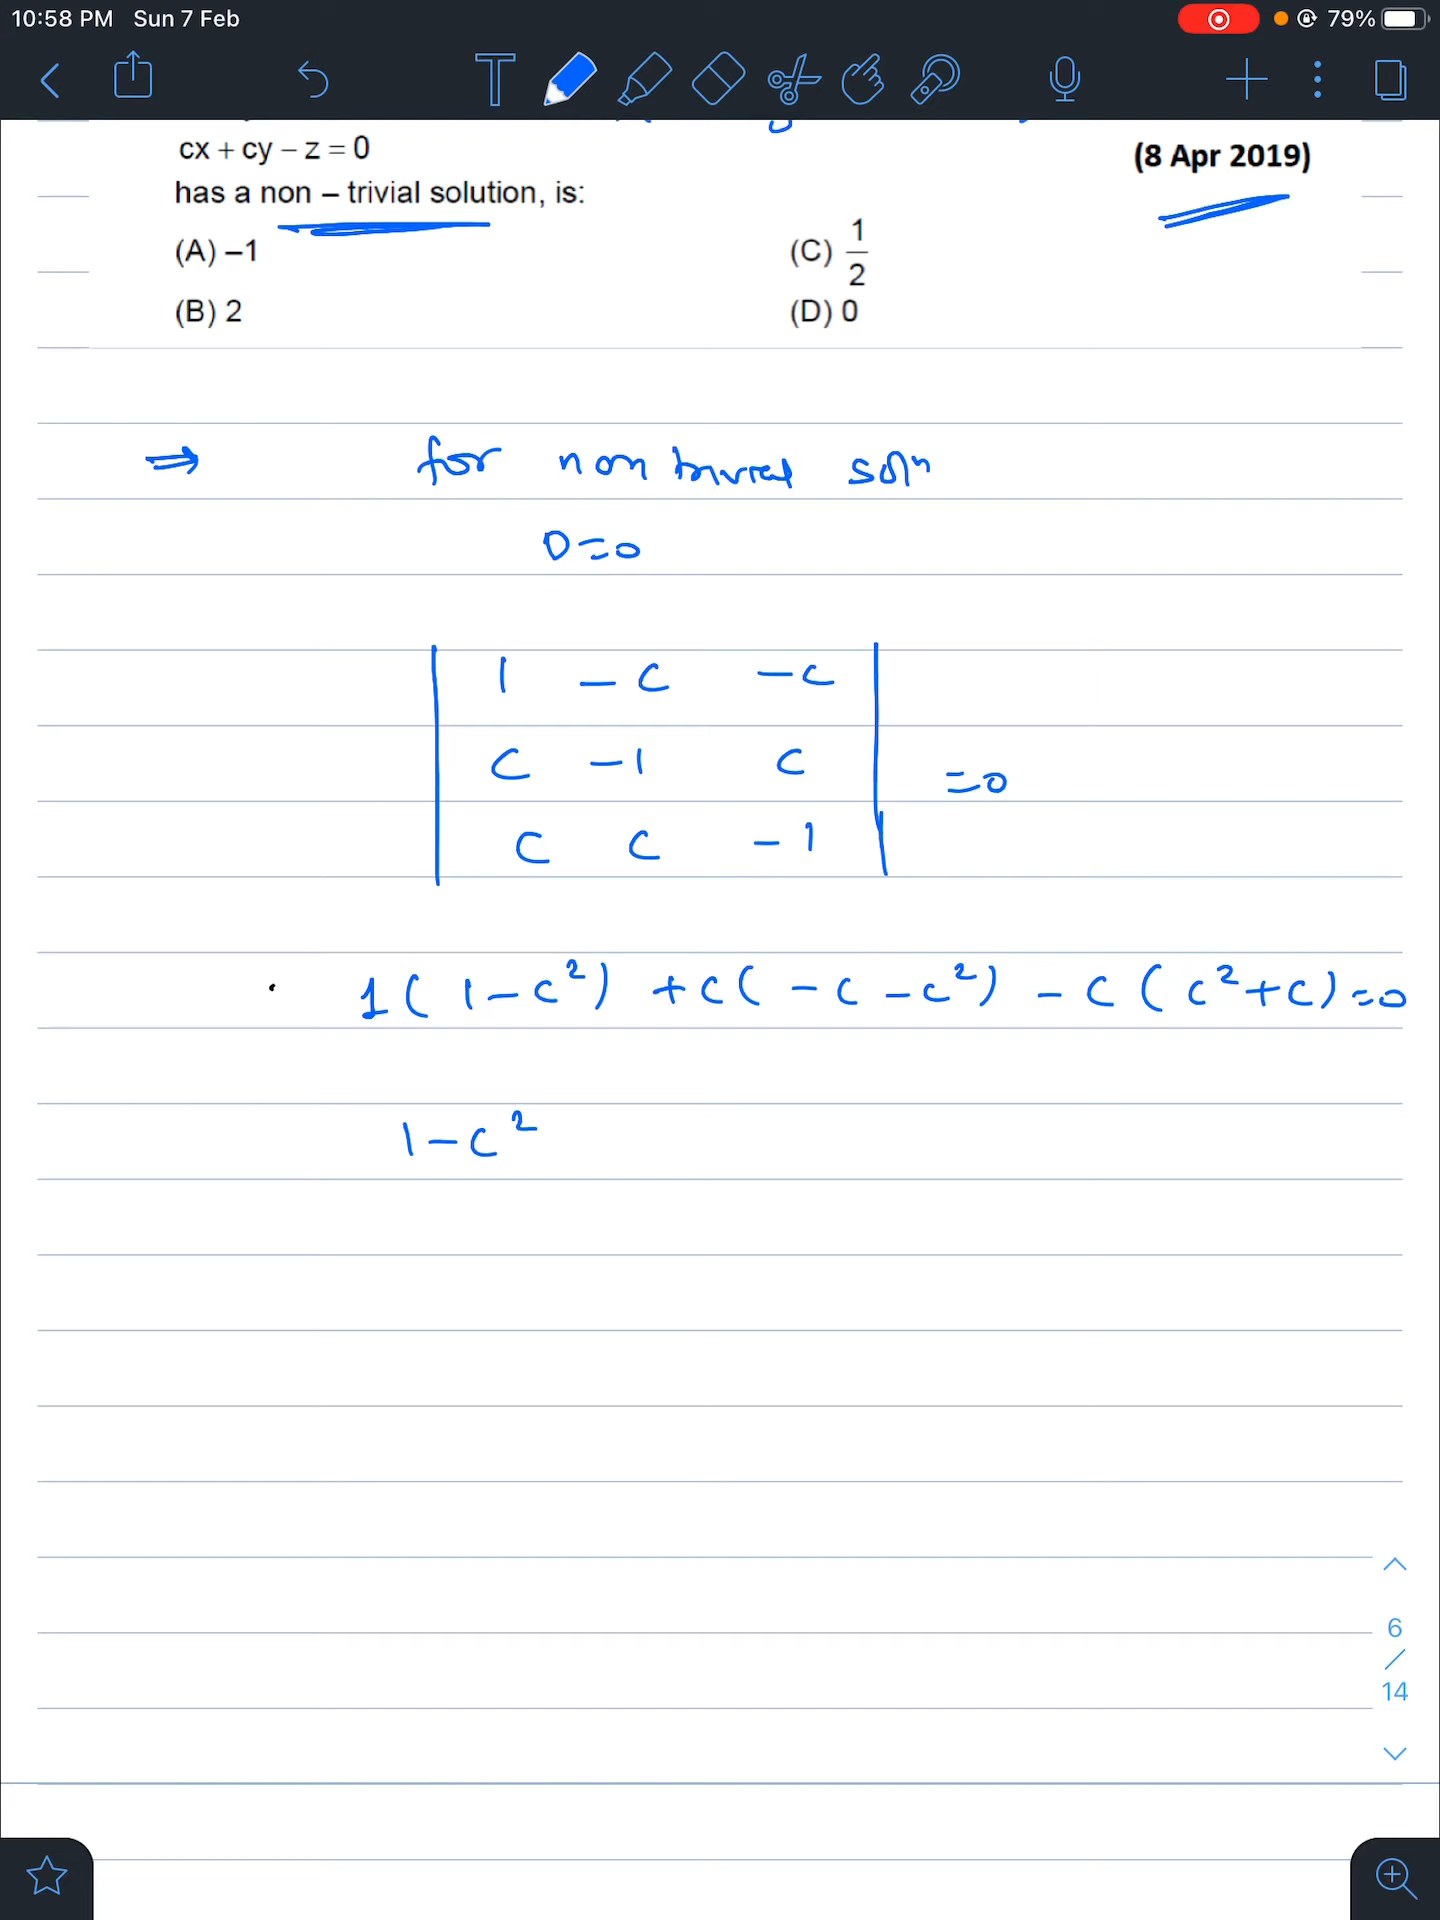 10:58 PM Sun 7 Feb 79%
cx + cy – z = 0
(8 Apr 2019)
has a non – trivial solution, is:
(A) –1 (C) 1/2
(B) 2 (D) 0
⇒ for non trivial solⁿ
D=0
1 -c -c
c -1 c =0
c c -1
1(1-c²) +c(-c-c²) -c(c²+c)=0
1-c²
6
/
14